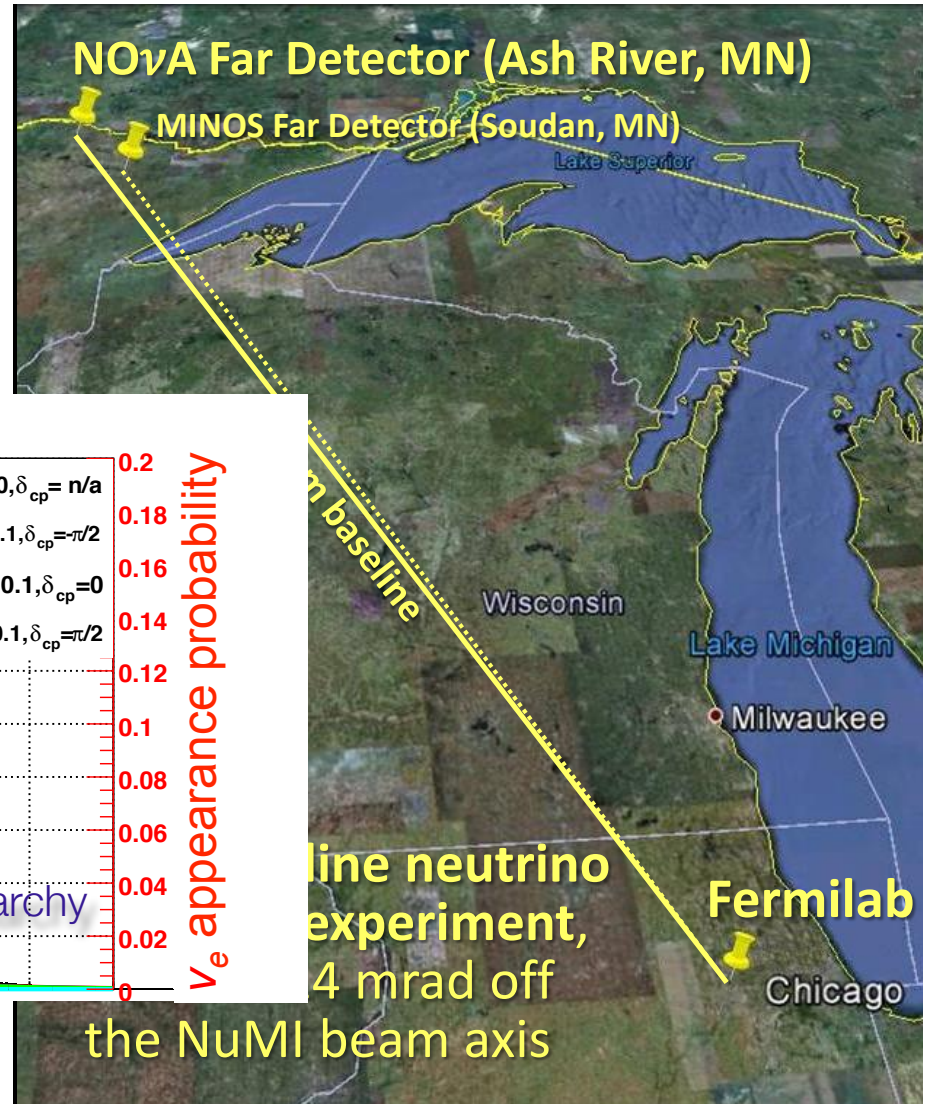 NOνA Far Detector (Ash River, MN)
MINOS Far Detector (Soudan, MN)
Lake Superior
baseline
Wisconsin
Lake Michigan
Milwaukee
0.2
0.18
0.16
0.14
0.12
0.1
0.08
0.06
0.04
0.02
0
0,δcp= n/a
.1,δcp=-π/2
0.1,δcp=0
0.1,δcp=π/2
νe appearance probability
archy
line neutrino
experiment,
4 mrad off
the NuMI beam axis
Fermilab
Chicago